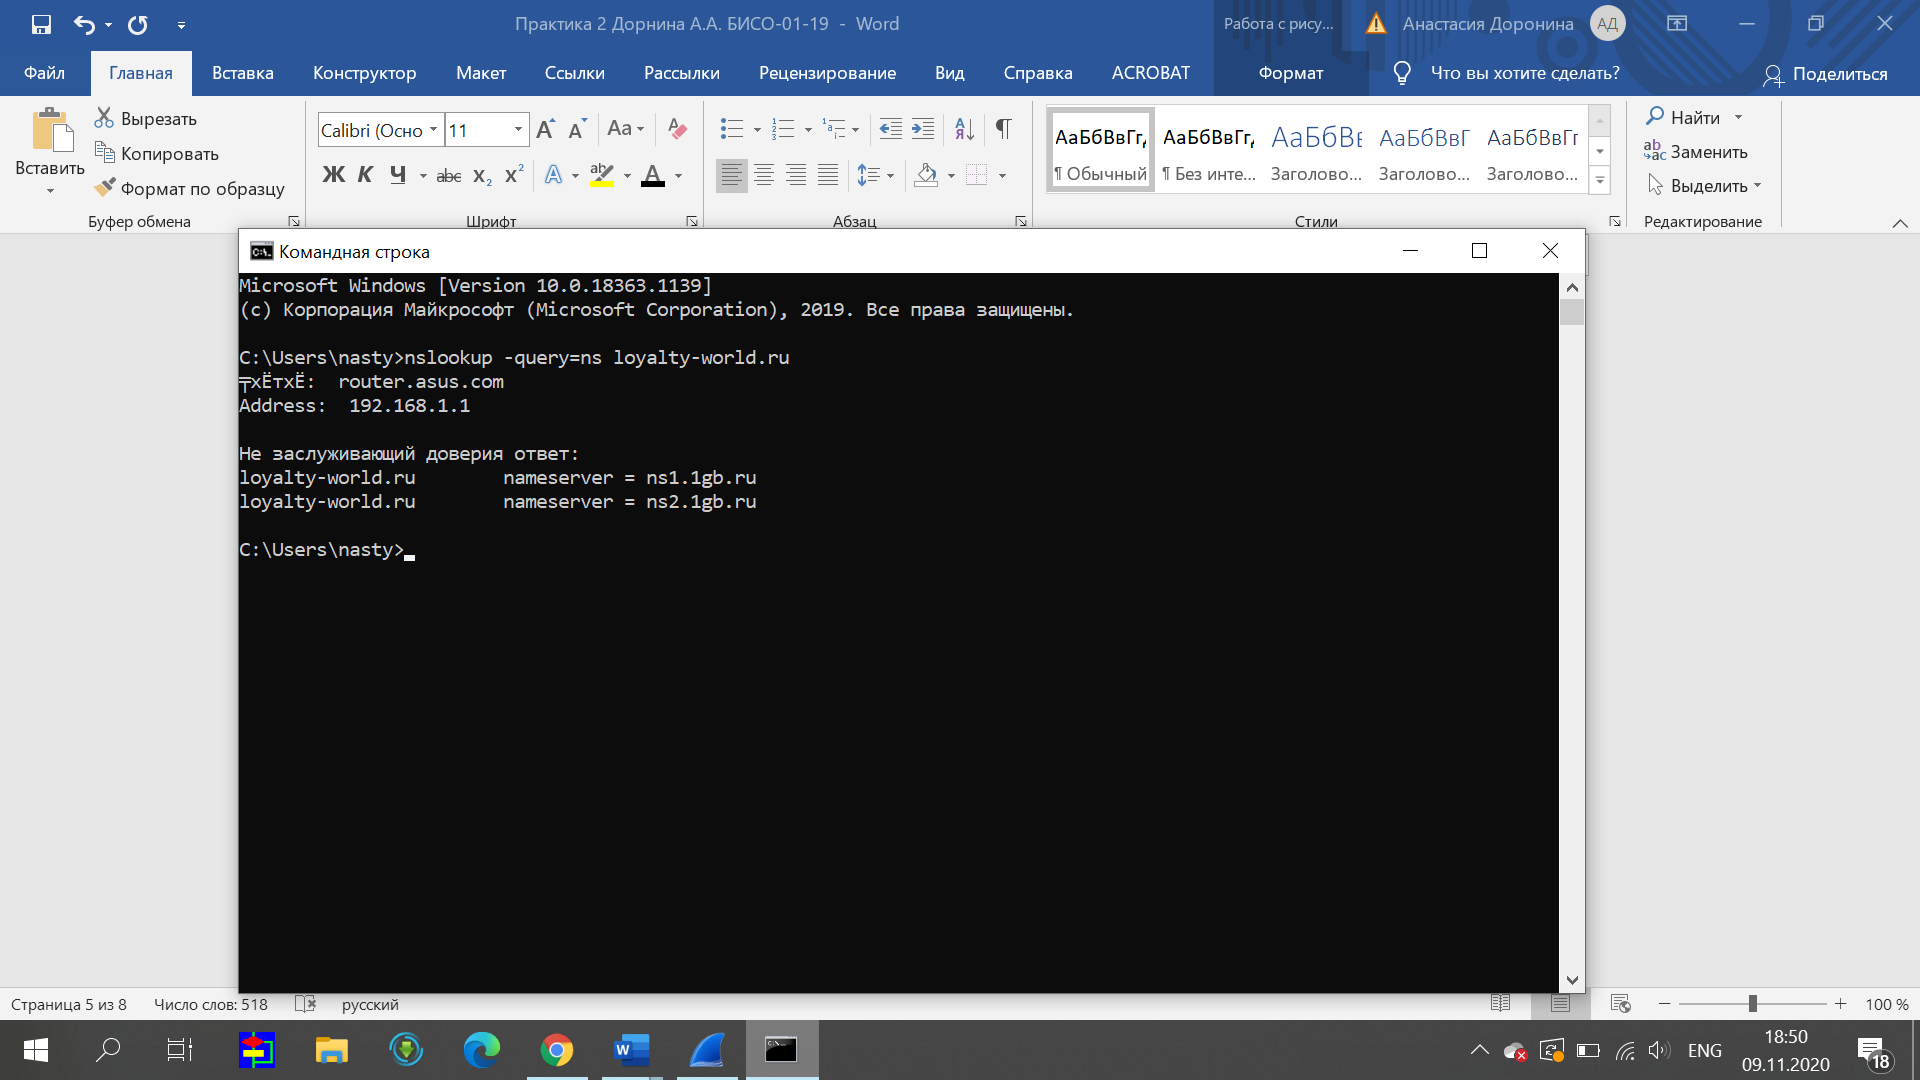 Практика 2 Дорнина А.А. БИСО-01-19 - Word
Работа с рису...
Анастасия Доронина
АД
Файл Главная Вставка Конструктор Макет Ссылки Рассылки Рецензирование Вид Справка ACROBAT Формат Что вы хотите сделать? Поделиться
Вставить
Вырезать
Копировать
Формат по образцу
Буфер обмена
Calibri (Осно 11
Aa
Ж К Ч abc x₂ x²
Шрифт
Абзац
АаБбВвГг, АаБбВвГг, АаБбВе АаБбВвГ АаБбВвГг
¶ Обычный ¶ Без инте... Заголово... Заголово... Заголово...
Стили
Найти
Заменить
Выделить
Редактирование
Командная строка
Microsoft Windows [Version 10.0.18363.1139]
(c) Корпорация Майкрософт (Microsoft Corporation), 2019. Все права защищены.
C:\Users\nasty>nslookup -query=ns loyalty-world.ru
╤хЁтхЁ:  router.asus.com
Address:  192.168.1.1
Не заслуживающий доверия ответ:
loyalty-world.ru        nameserver = ns1.1gb.ru
loyalty-world.ru        nameserver = ns2.1gb.ru
C:\Users\nasty>
Страница 5 из 8 Число слов: 518 русский 100 %
ENG
18:50
09.11.2020
18